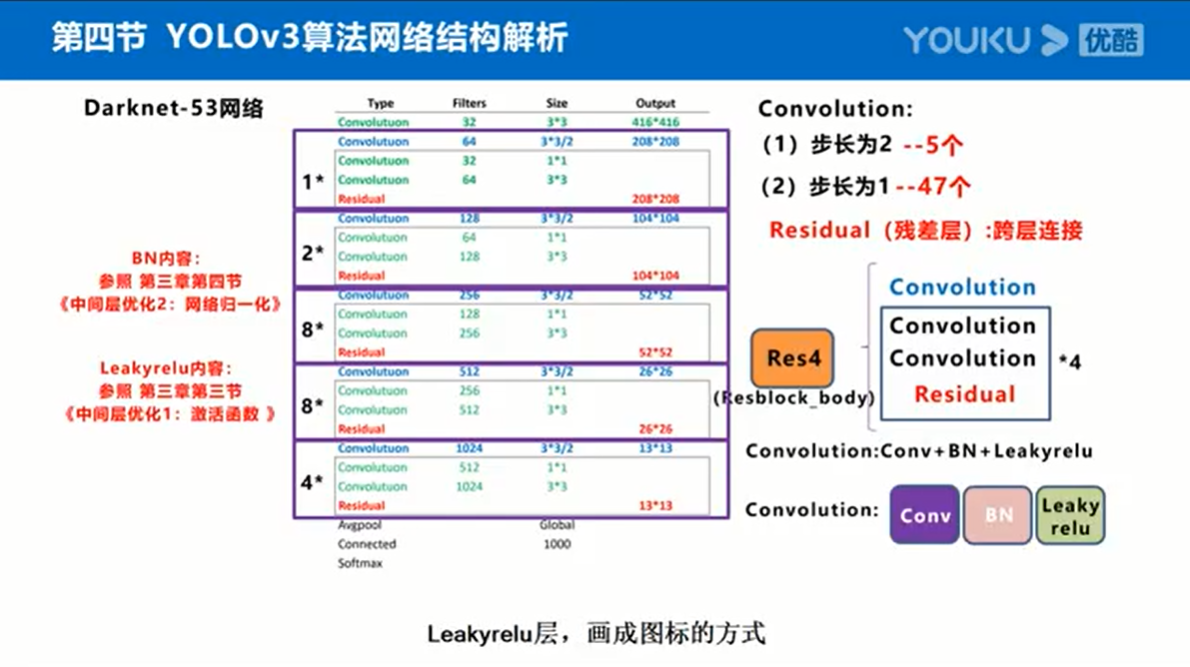 第四节 YOLOv3算法网络结构解析
YOUKU 优酷
Darknet-53网络
Type Filters Size Output
Convolutuon 32 3*3 416*416
Convolutuon 64 3*3/2 208*208
1*
Convolutuon 32 1*1
Convolutuon 64 3*3
Residual 208*208
Convolutuon 128 3*3/2 104*104
2*
Convolutuon 64 1*1
Convolutuon 128 3*3
Residual 104*104
Convolutuon 256 3*3/2 52*52
8*
Convolutuon 128 1*1
Convolutuon 256 3*3
Residual 52*52
Convolutuon 512 3*3/2 26*26
8*
Convolutuon 256 1*1
Convolutuon 512 3*3
Residual 26*26
Convolutuon 1024 3*3/2 13*13
4*
Convolutuon 512 1*1
Convolutuon 1024 3*3
Residual 13*13
Avgpool Global
Connected 1000
Softmax
BN内容：
参照 第三章第四节
《中间层优化2：网络归一化》
Leakyrelu内容：
参照 第三章第三节
《中间层优化1：激活函数 》
Convolution:
（1）步长为2 --5个
（2）步长为1--47个
Residual（残差层）:跨层连接
Convolution
Convolution
Convolution
Residual
*4
Res4
(Resblock_body)
Convolution:Conv+BN+Leakyrelu
Convolution:
Conv
BN
Leaky
relu
Leakyrelu层，画成图标的方式